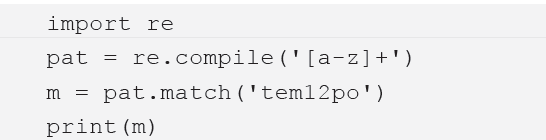 import re
pat = re.compile('[a-z]+')
m = pat.match('tem12po')
print(m)